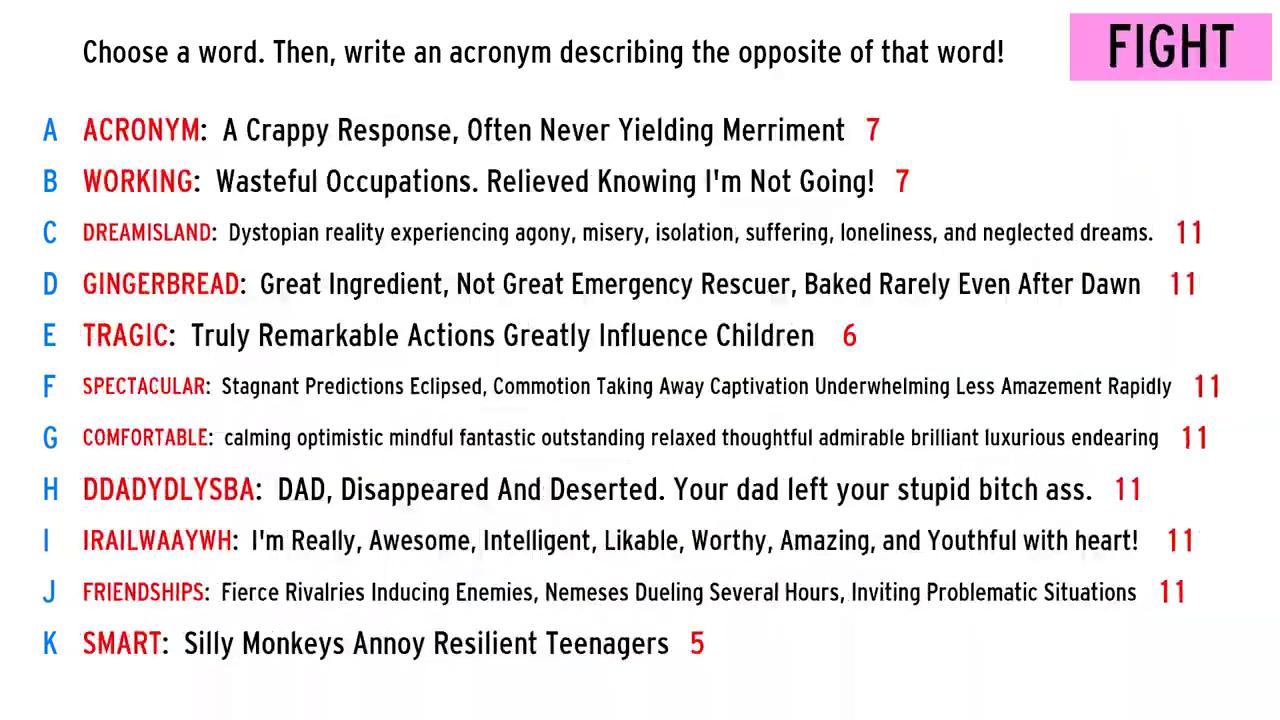 Choose a word. Then, write an acronym describing the opposite of that word!
FIGHT
A ACRONYM: A Crappy Response, Often Never Yielding Merriment 7
B WORKING: Wasteful Occupations. Relieved Knowing I'm Not Going! 7
C DREAMISLAND: Dystopian reality experiencing agony, misery, isolation, suffering, loneliness, and neglected dreams. 11
D GINGERBREAD: Great Ingredient, Not Great Emergency Rescuer, Baked Rarely Even After Dawn 11
E TRAGIC: Truly Remarkable Actions Greatly Influence Children 6
F SPECTACULAR: Stagnant Predictions Eclipsed, Commotion Taking Away Captivation Underwhelming Less Amazement Rapidly 11
G COMFORTABLE: calming optimistic mindful fantastic outstanding relaxed thoughtful admirable brilliant luxurious endearing 11
H DDADYDLYSBA: DAD, Disappeared And Deserted. Your dad left your stupid bitch ass. 11
I IRAILWAAYWH: I'm Really, Awesome, Intelligent, Likable, Worthy, Amazing, and Youthful with heart! 11
J FRIENDSHIPS: Fierce Rivalries Inducing Enemies, Nemeses Dueling Several Hours, Inviting Problematic Situations 11
K SMART: Silly Monkeys Annoy Resilient Teenagers 5